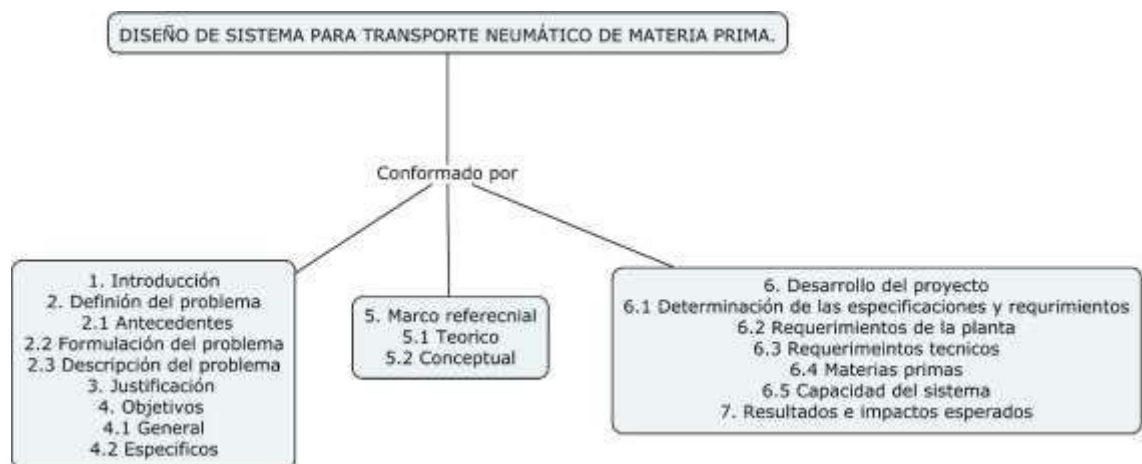 DISEÑO DE SISTEMA PARA TRANSPORTE NEUMÁTICO DE MATERIA PRIMA.
Conformado por
1. Introducción
2. Definión del problema
2.1 Antecedentes
2.2 Formulación del problema
2.3 Descripción del problema
3. Justificación
4. Objetivos
4.1 General
4.2 Especificos
5. Marco referecnial
5.1 Teorico
5.2 Conceptual
6. Desarrollo del proyecto
6.1 Determinación de las especificaciones y requrimientos
6.2 Requerimientos de la planta
6.3 Requerimeintos tecnicos
6.4 Materias primas
6.5 Capacidad del sistema
7. Resultados e impactos esperados